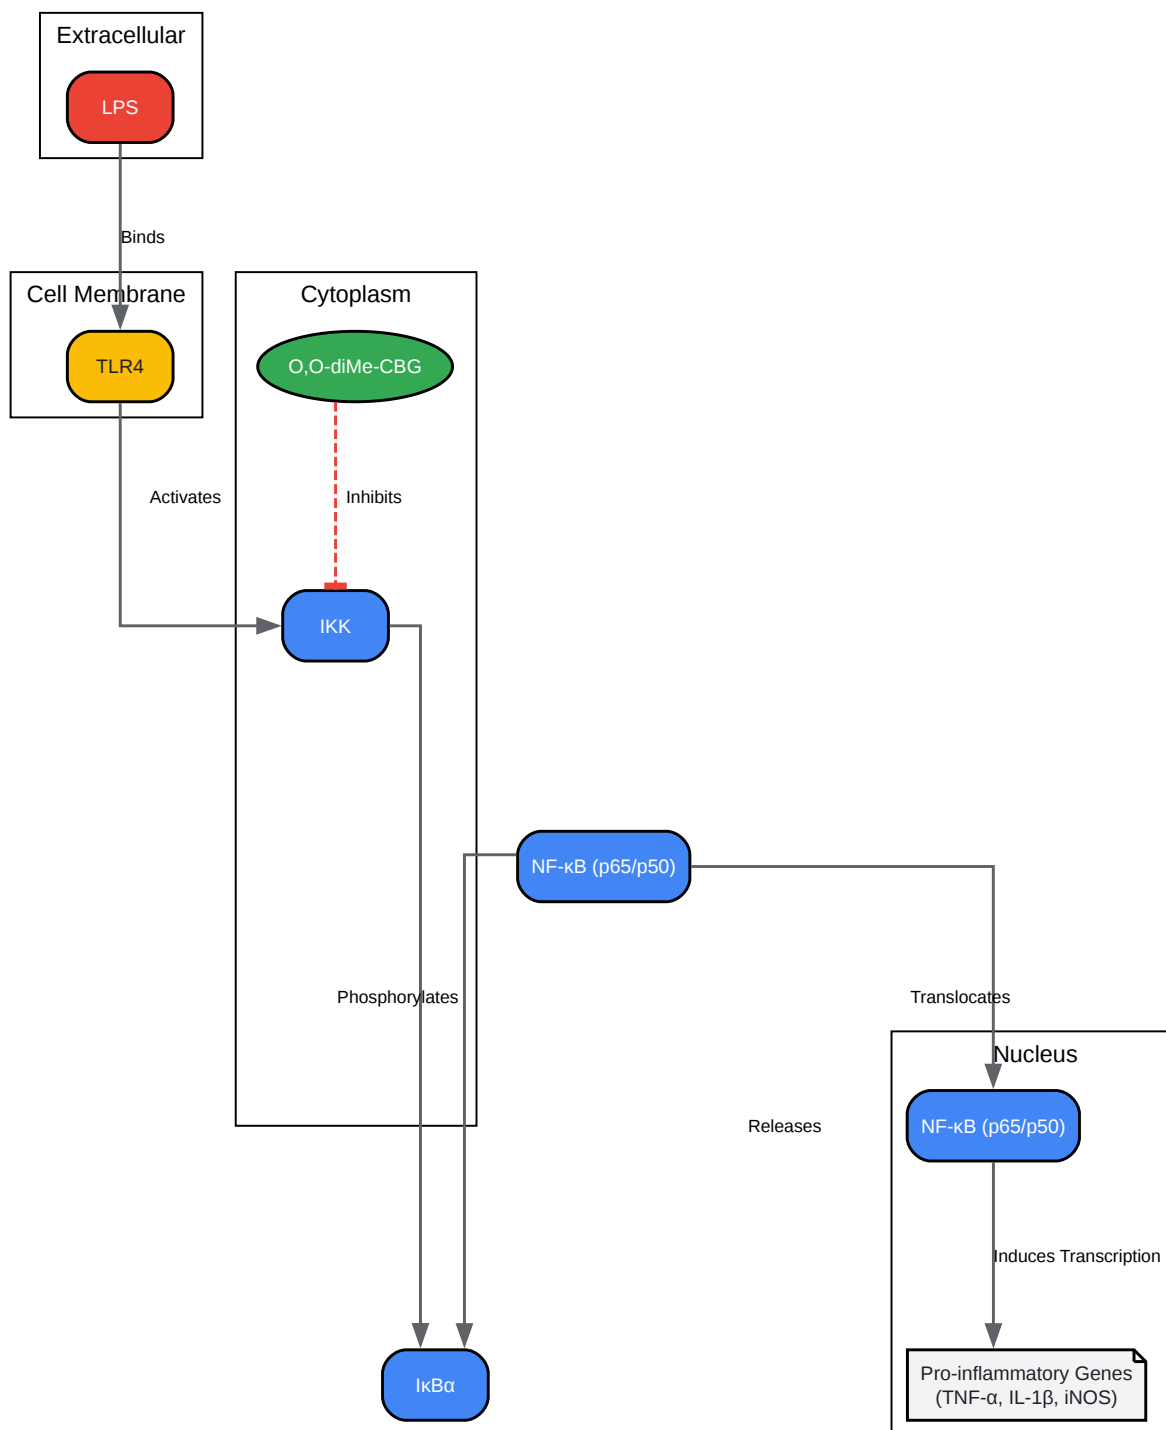 Extracellular
LPS
Binds
Cell Membrane
TLR4
Cytoplasm
O,O-diMe-CBG
Activates
Inhibits
IKK
NF-κB (p65/p50)
Phosphorylates
Translocates
Nucleus
NF-κB (p65/p50)
Releases
Induces Transcription
IκBα
Pro-inflammatory Genes
(TNF-α, IL-1β, iNOS)